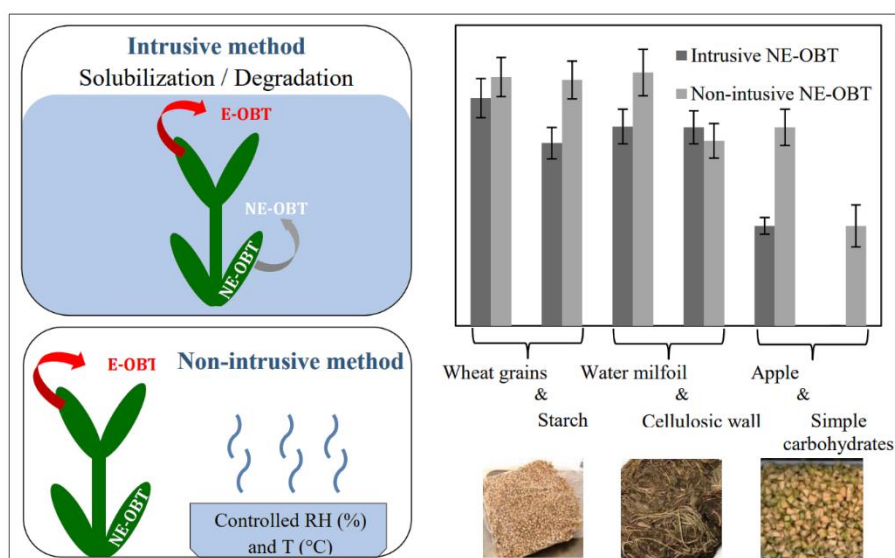 Intrusive method
Solubilization / Degradation
E-OBT
NE-OBT
NE-OBT
E-OBT
Non-intrusive method
NE-OBT
Controlled RH (%)
and T (°C)
Intrusive NE-OBT
Non-intusive NE-OBT
Wheat grains
&
Starch
Water milfoil
&
Cellulosic wall
Apple
&
Simple
carbohydrates